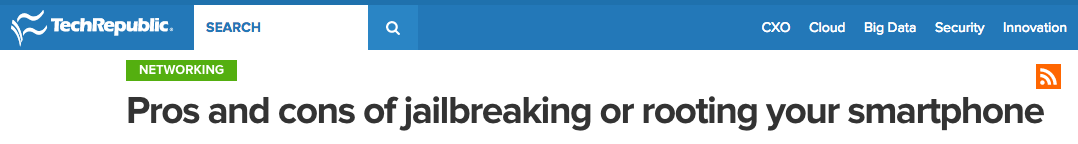 TechRepublic. SEARCH CXO Cloud Big Data Security Innovation
NETWORKING
Pros and cons of jailbreaking or rooting your smartphone